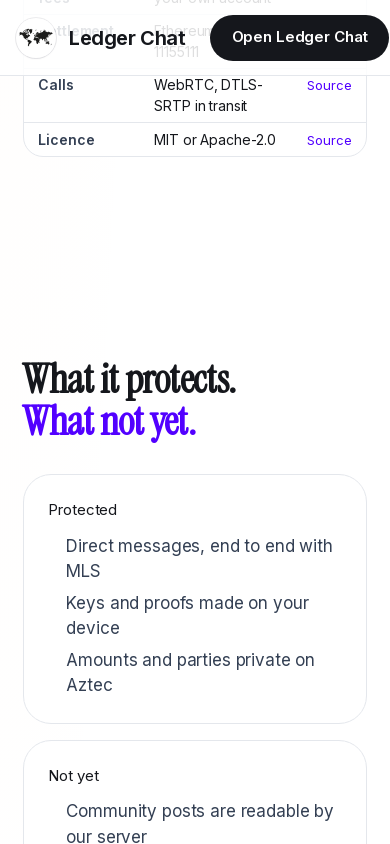 Ledger Chat
Open Ledger Chat
11155111
Calls
WebRTC, DTLS-
SRTP in transit
Source
Licence
MIT or Apache-2.0
Source
What it protects.
What not yet.
Protected
Direct messages, end to end with
MLS
Keys and proofs made on your
device
Amounts and parties private on
Aztec
Not yet
Community posts are readable by
our server